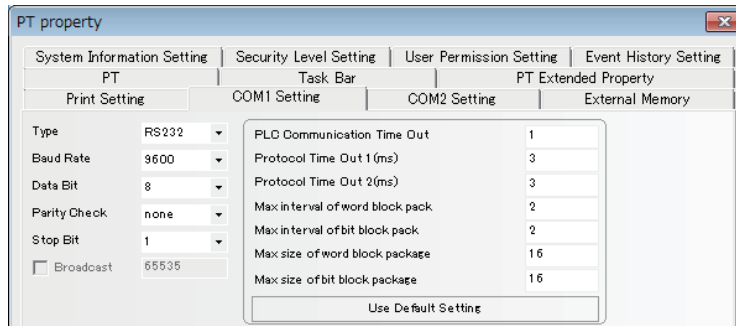 PT property
System Information Setting Security Level Setting User Permission Setting Event History Setting
PT Task Bar PT Extended Property
Print Setting COM1 Setting COM2 Setting External Memory
Type RS232 PLC Communication Time Out 1
Baud Rate 9600 Protocol Time Out 1(ms) 3
Data Bit 8 Protocol Time Out 2(ms) 3
Parity Check none Max interval of word block pack 2
Max interval of bit block pack 2
Stop Bit 1 Max size of word block package 16
Broadcast 65535 Max size of bit block package 16
Use Default Setting